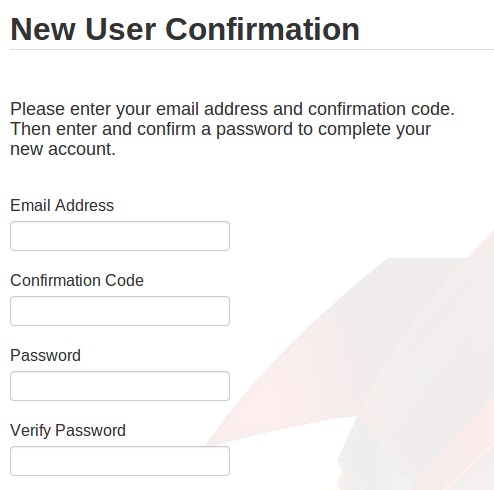 New User Confirmation
Please enter your email address and confirmation code.
Then enter and confirm a password to complete your
new account.
Email Address
Confirmation Code
Password
Verify Password